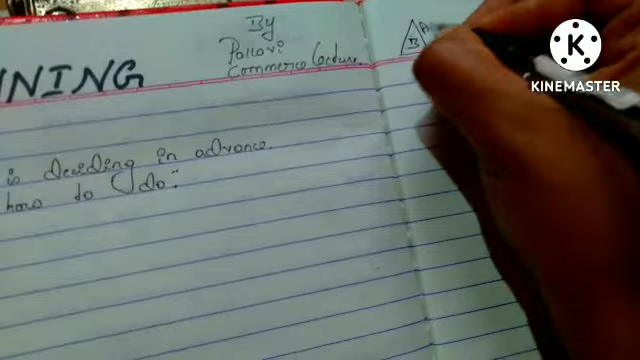 By
Pallavi
Commerce Lecture
NING
is deciding in advance.
how to do."
B
K
KINEMASTER